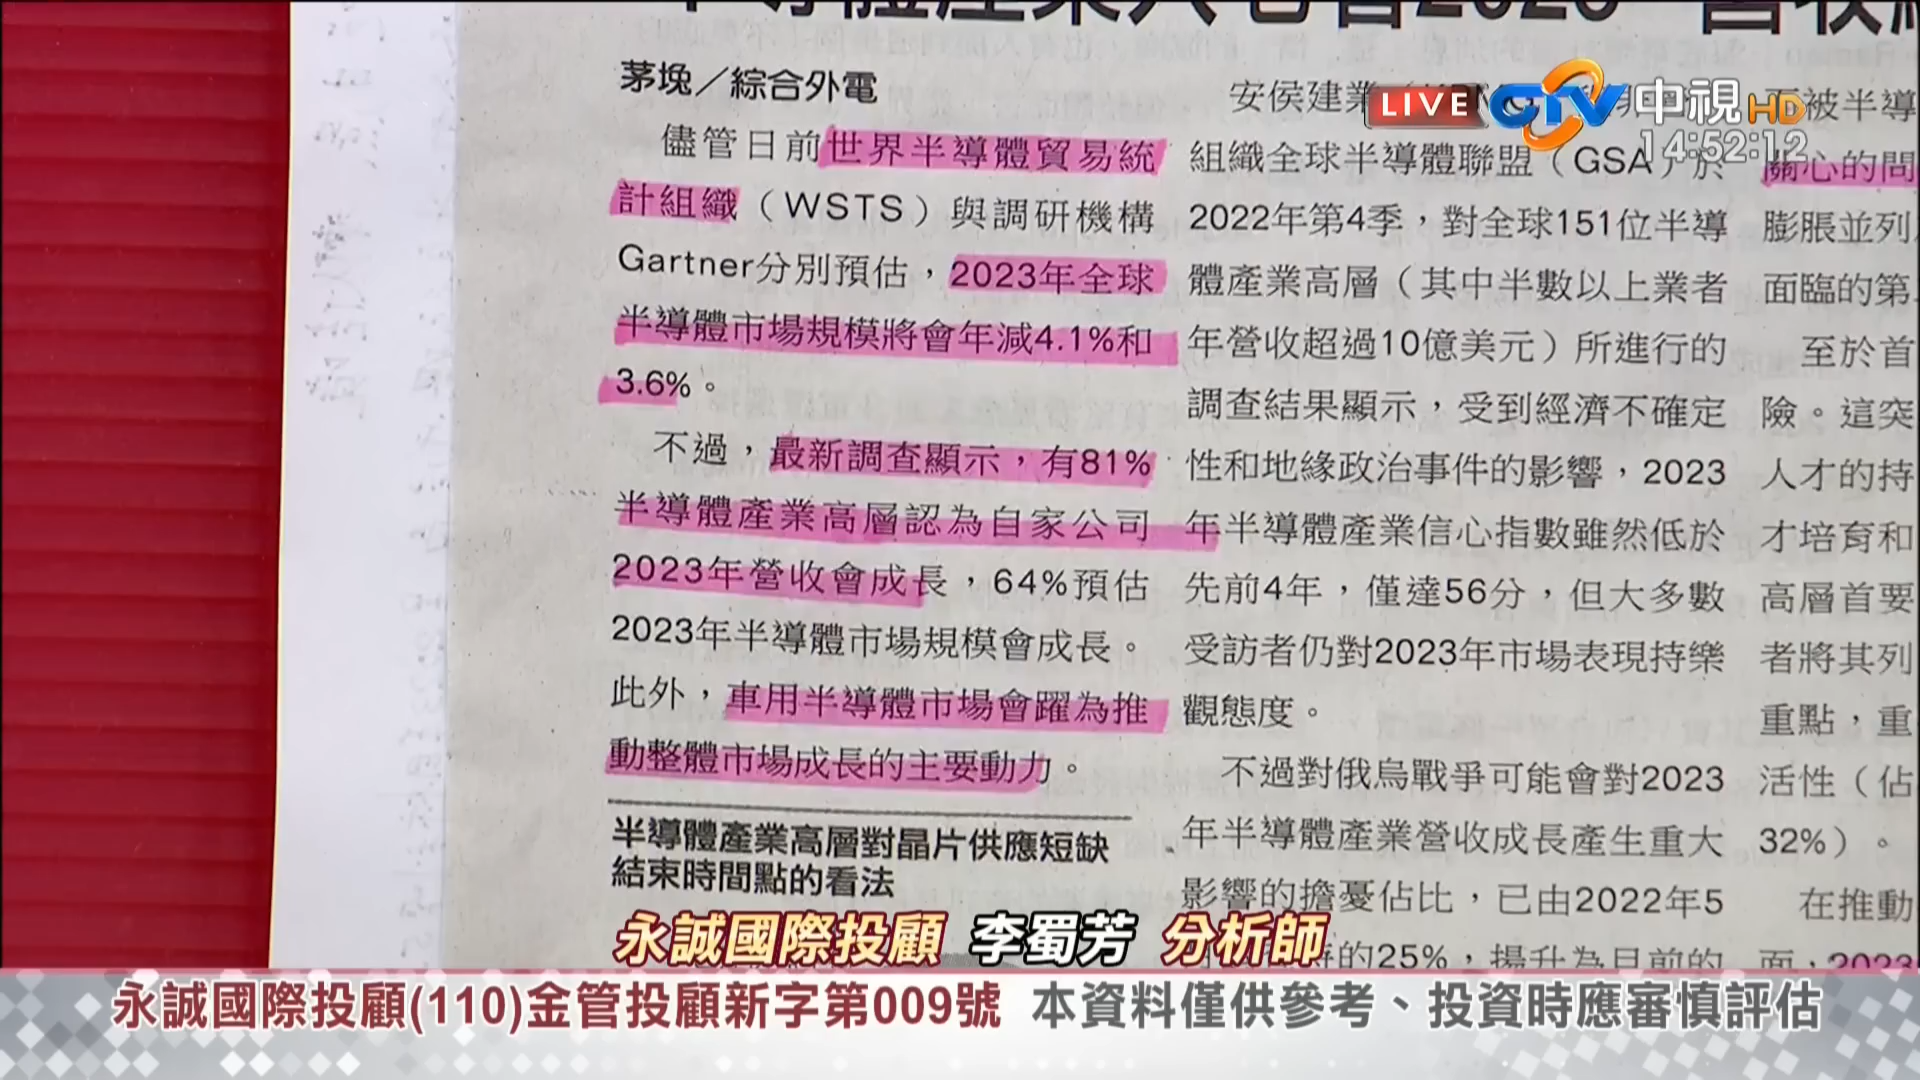 茅堍／綜合外電
儘管日前世界半導體貿易統
計組織（WSTS）與調研機構
Gartner分別預估，2023年全球
半導體市場規模將會年減4.1%和
3.6%。
不過，最新調查顯示，有81%
半導體產業高層認為自家公司
2023年營收會成長，64%預估
2023年半導體市場規模會成長。
此外，車用半導體市場會躍為推
動整體市場成長的主要動力。
半導體產業高層對晶片供應短缺
結束時間點的看法
安侯建業
組織全球半導體聯盟（GSA）於
2022年第4季，對全球151位半導
體產業高層（其中半數以上業者
年營收超過10億美元）所進行的
調查結果顯示，受到經濟不確定
性和地緣政治事件的影響，2023
年半導體產業信心指數雖然低於
先前4年，僅達56分，但大多數
受訪者仍對2023年市場表現持樂
觀態度。
不過對俄烏戰爭可能會對2023
年半導體產業營收成長產生重大
影響的擔憂佔比，已由2022年5
的25%，揚升為目前的
面被半導
關心的問
膨脹並列
面臨的第
至於首
險。這突
人才的持
才培育和
高層首要
者將其列
重點，重
活性（佔
32%）。
在推動
面，2023
LIVE CTV 中視HD
14:52:12
永誠國際投顧 李蜀芳 分析師
永誠國際投顧(110)金管投顧新字第009號 本資料僅供參考、投資時應審慎評估